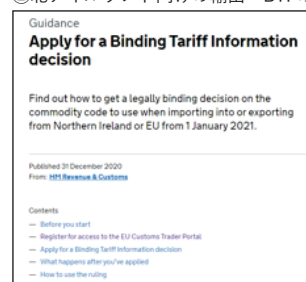 Guidance
Apply for a Binding Tariff Information
decision
Find out how to get a legally binding decision on the
commodity code to use when importing into or exporting
from Northern Ireland or EU from 1 January 2021.
Published 31 December 2020
From: HM Revenue & Customs
Contents
— Before you start
— Register for access to the EU Customs Trader Portal
— Apply for a Binding Tariff Information decision
— What happens after you've applied
— How to use the ruling